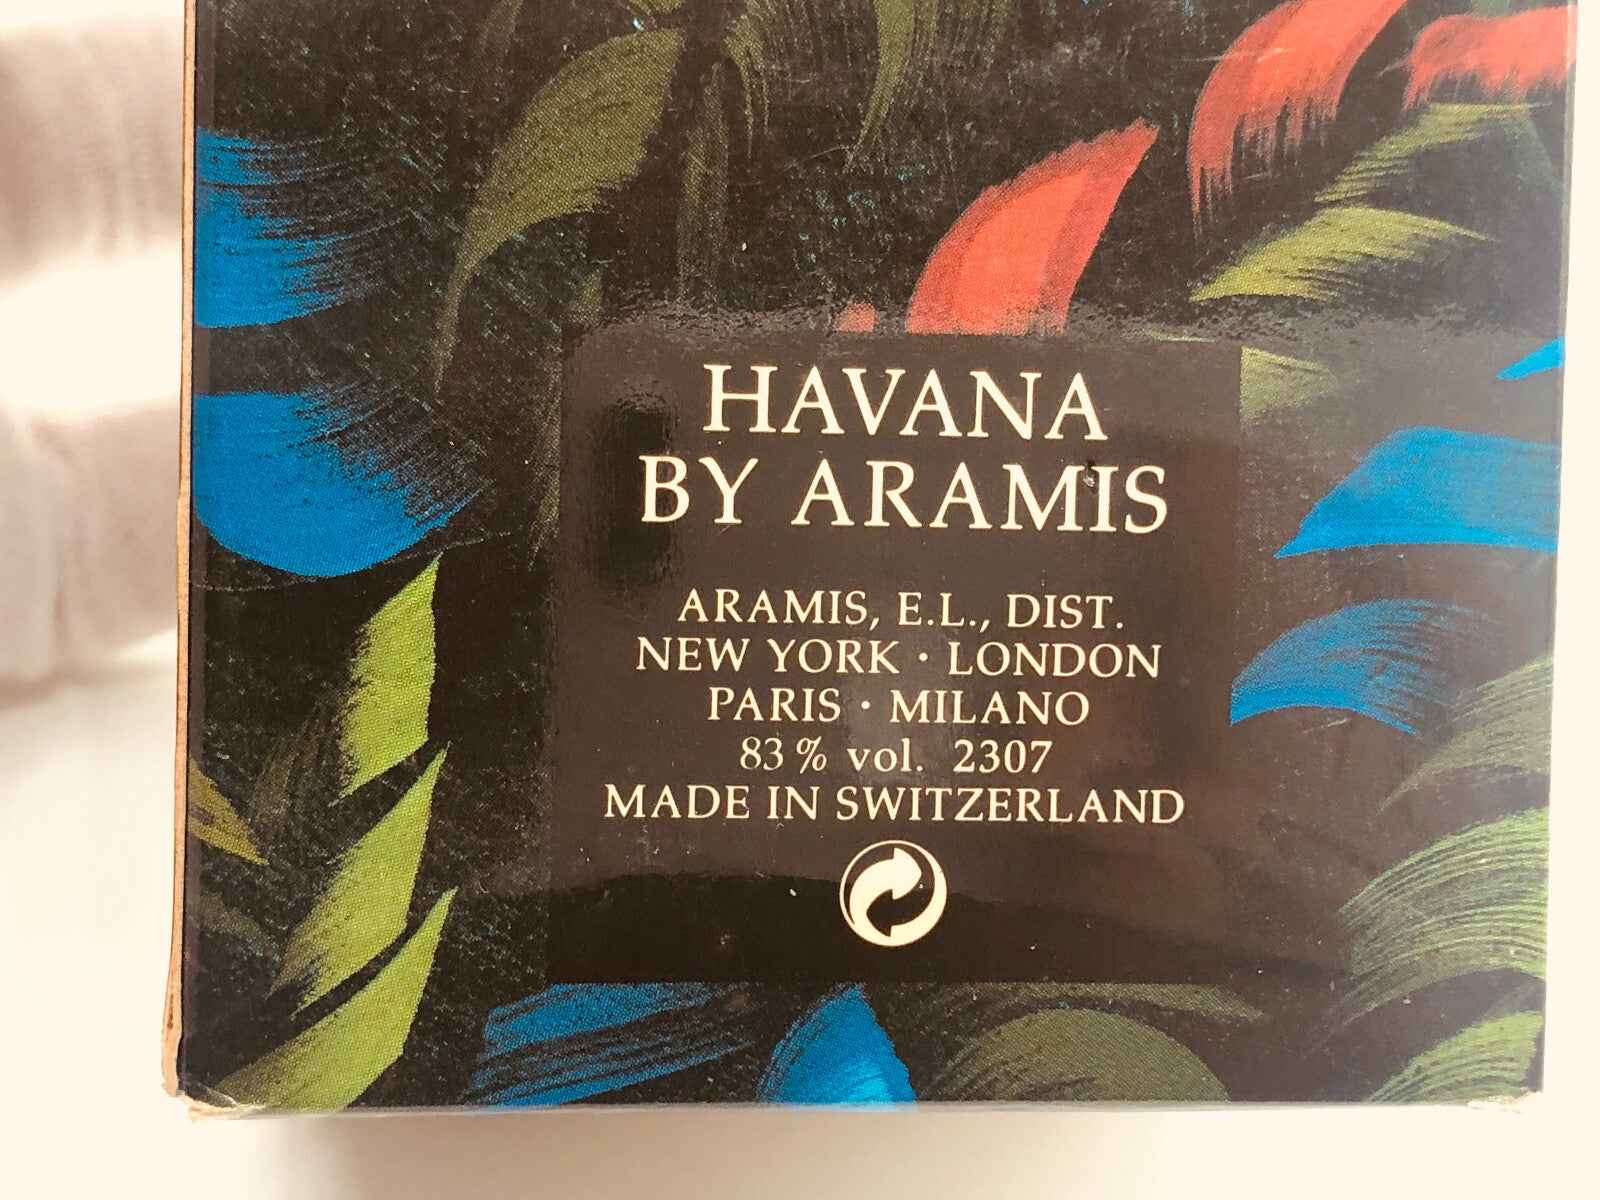 HAVANA
BY ARAMIS
ARAMIS, E.L., DIST.
NEW YORK · LONDON
PARIS · MILANO
83 % vol. 2307
MADE IN SWITZERLAND